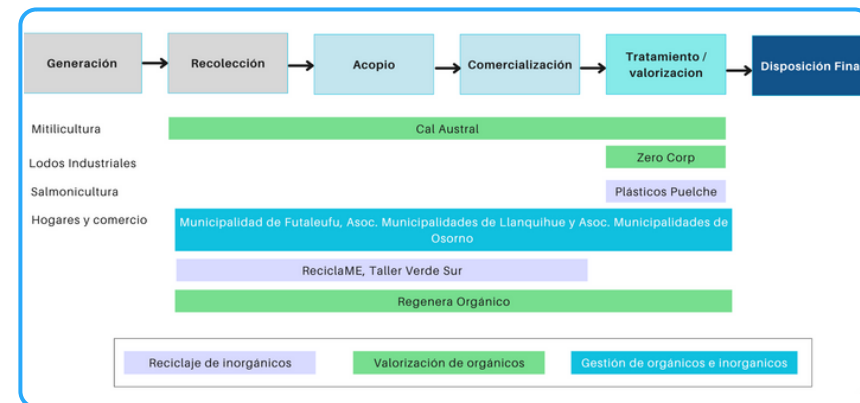 Generación
Recolección
Acopio
Comercialización
Tratamiento /
valorizacion
Disposición Fina
Mitilicultura
Cal Austral
Lodos Industriales
Zero Corp
Salmonicultura
Plásticos Puelche
Hogares y comercio
Municipalidad de Futaleufu, Asoc. Municipalidades de Llanquihue y Asoc. Municipalidades de
Osorno
ReciclaME, Taller Verde Sur
Regenera Orgánico
Reciclaje de inorgánicos
Valorización de orgánicos
Gestión de orgánicos e inorganicos